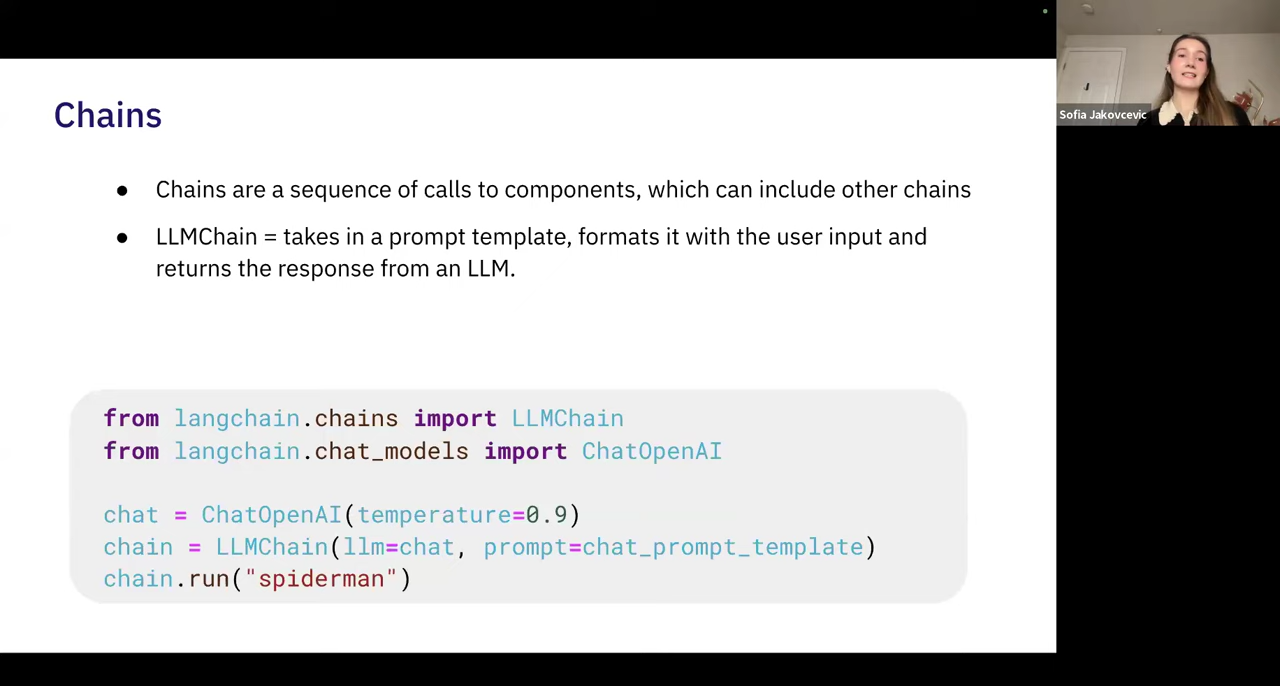 Chains
Sofia Jakovcevic
● Chains are a sequence of calls to components, which can include other chains
● LLMChain = takes in a prompt template, formats it with the user input and
returns the response from an LLM.
from langchain.chains import LLMChain
from langchain.chat_models import ChatOpenAI
chat = ChatOpenAI(temperature=0.9)
chain = LLMChain(llm=chat, prompt=chat_prompt_template)
chain.run("spiderman")